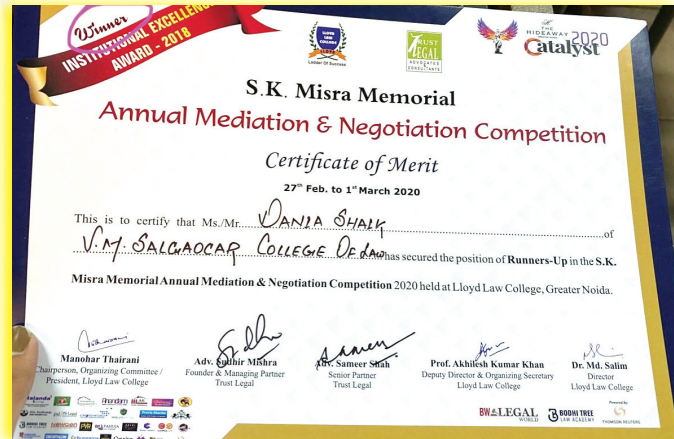 Winner
INSTITUTIONAL EXCELLENCE
AWARD - 2018
LLOYD LAW COLLEGE
Ladder Of Success
TRUST LEGAL
ADVOCATES & CONSULTANTS
THE HIDEAWAY 2020
Catalyst
S.K. Misra Memorial
Annual Mediation & Negotiation Competition
Certificate of Merit
27th Feb. to 1st March 2020
This is to certify that Ms./Mr. VANIA SHAIK of
V.M. SALGAOCAR COLLEGE OF LAW has secured the position of Runners-Up in the S.K.
Misra Memorial Annual Mediation & Negotiation Competition 2020 held at Lloyd Law College, Greater Noida.
Manohar Thairani
Chairperson, Organizing Committee /
President, Lloyd Law College
Adv. Sudhir Mishra
Founder & Managing Partner
Trust Legal
Adv. Sameer Shah
Senior Partner
Trust Legal
Prof. Akhilesh Kumar Khan
Deputy Director & Organizing Secretary
Lloyd Law College
Dr. Md. Salim
Director
Lloyd Law College
BW LEGAL WORLD
BODHI TREE LAW ACADEMY
Powered by
THOMSON REUTERS